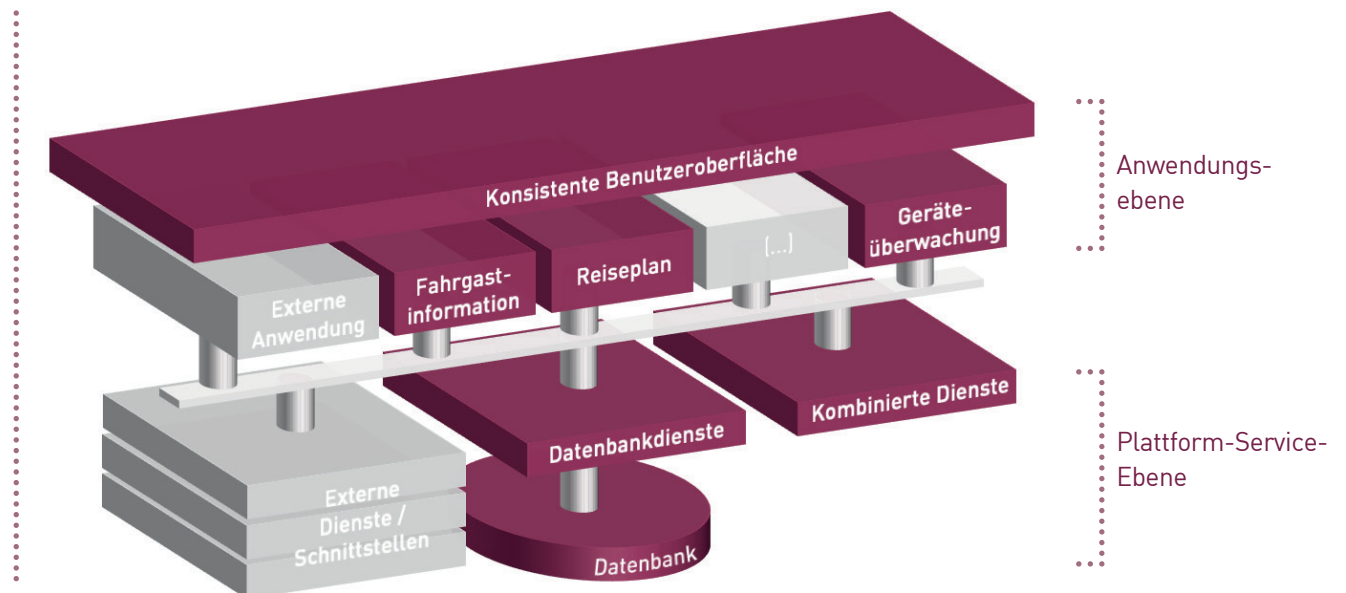 Konsistente Benutzeroberfläche
Externe
Anwendung
Fahrgast-
information
Reiseplan
(...)
Geräte-
überwachung
Anwendungs-
ebene
Externe
Dienste /
Schnittstellen
Datenbankdienste
Datenbank
Kombinierte Dienste
Plattform-Service-
Ebene